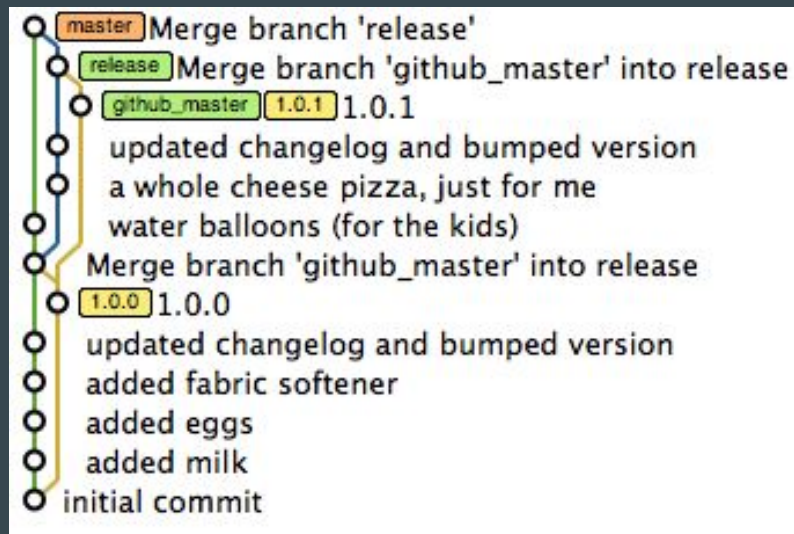 master Merge branch 'release'
release Merge branch 'github_master' into release
github_master 1.0.1 1.0.1
updated changelog and bumped version
a whole cheese pizza, just for me
water balloons (for the kids)
Merge branch 'github_master' into release
1.0.0 1.0.0
updated changelog and bumped version
added fabric softener
added eggs
added milk
initial commit